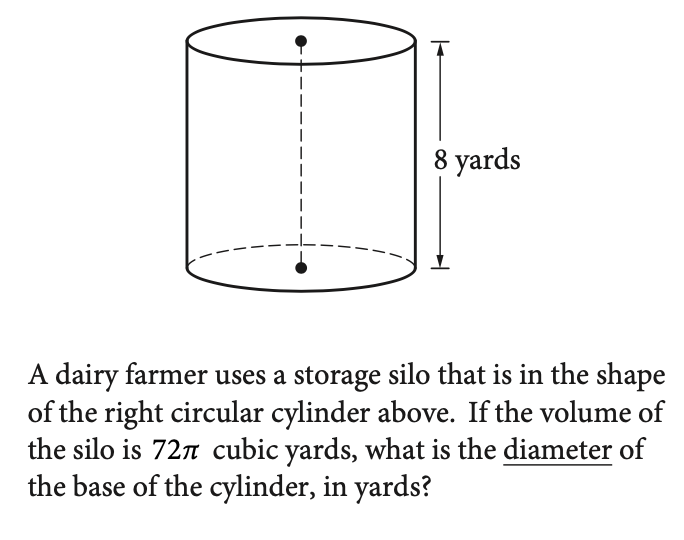 8 yards
A dairy farmer uses a storage silo that is in the shape
of the right circular cylinder above. If the volume of
the silo is 72π cubic yards, what is the diameter of
the base of the cylinder, in yards?